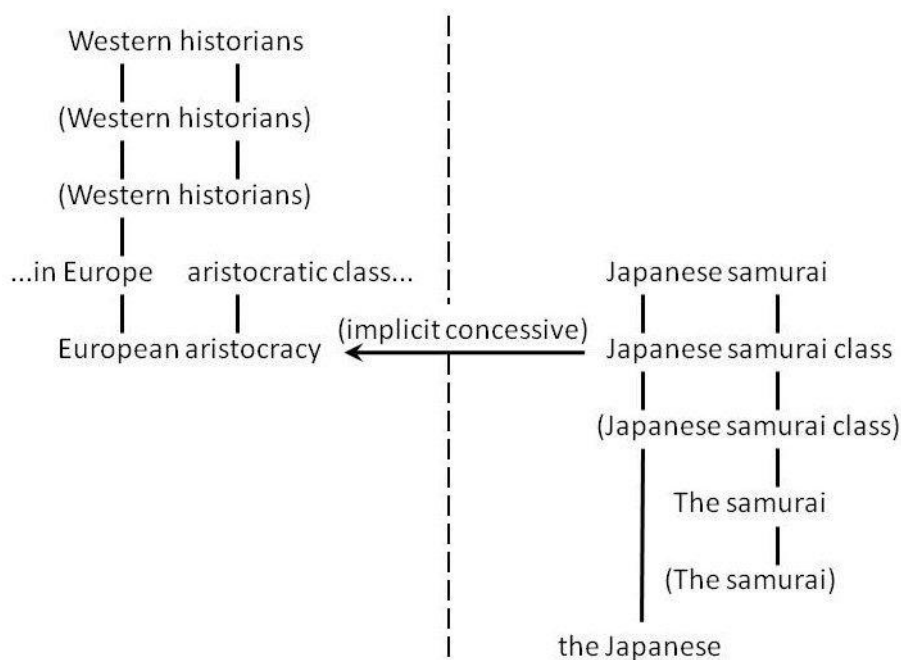 Western historians
(Western historians)
(Western historians)
...in Europe aristocratic class...
Japanese samurai
(implicit concessive)
European aristocracy
Japanese samurai class
(Japanese samurai class)
The samurai
(The samurai)
the Japanese